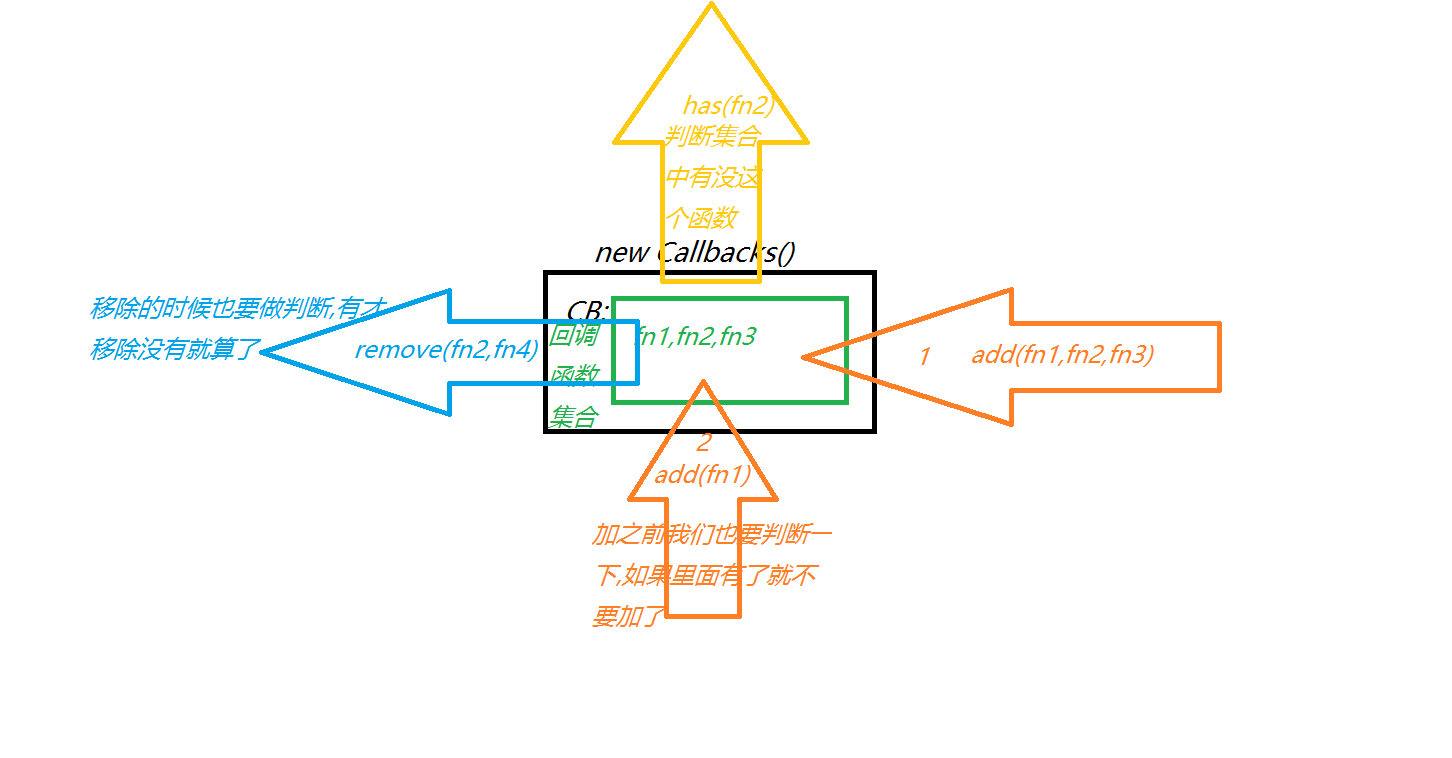 has(fn2)
判断集合
中有没这
个函数
new Callbacks()
移除的时候也要做判断,有才
移除没有就算了
remove(fn2,fn4)
CB:
回调
函数
集合
fn1,fn2,fn3
1
add(fn1,fn2,fn3)
2
add(fn1)
加之前我们也要判断一
下,如果里面有了就不
要加了